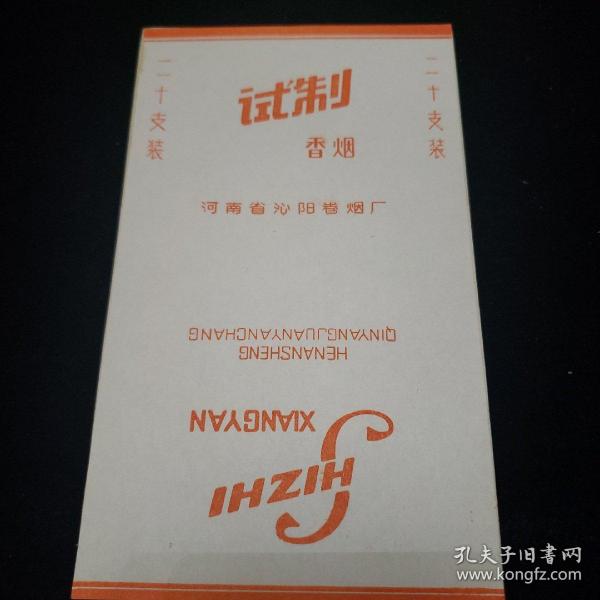 二十支装
试制
香烟
二十支装
河南省沁阳卷烟厂
HENANSHENG
QINYANGJUANYANCHANG
SHIZHI
XIANGYAN
孔夫子旧書网
www.kongfz.com